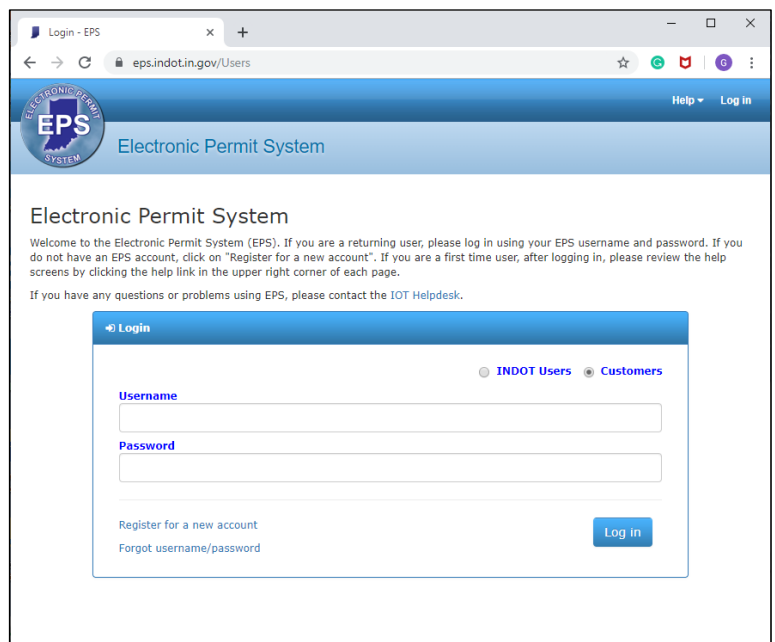 Login - EPS
eps.indot.in.gov/Users
G
Help
Log in
ELECTRONIC PERMIT
EPS
SYSTEM
Electronic Permit System
Electronic Permit System
Welcome to the Electronic Permit System (EPS). If you are a returning user, please log in using your EPS username and password. If you
do not have an EPS account, click on "Register for a new account". If you are a first time user, after logging in, please review the help
screens by clicking the help link in the upper right corner of each page.
If you have any questions or problems using EPS, please contact the IOT Helpdesk.
Login
INDOT Users Customers
Username
Password
Register for a new account
Log in
Forgot username/password